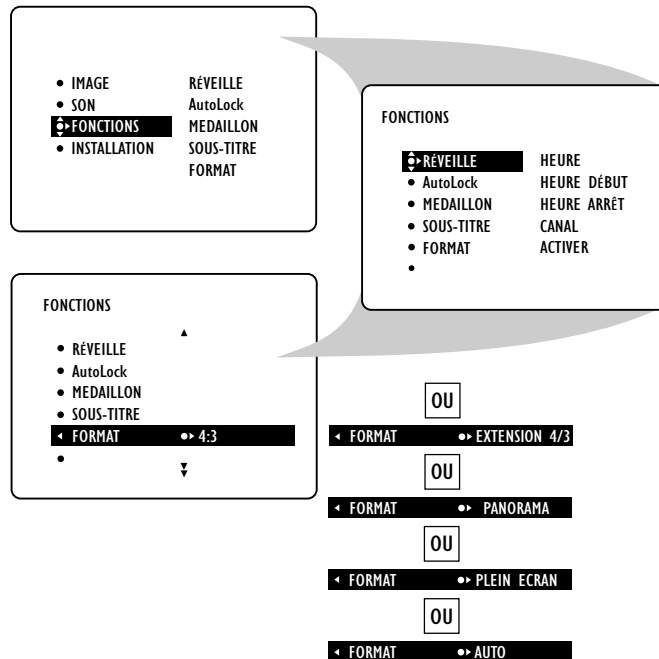 IMAGE RÉVEILLE
SON AutoLock
FONCTIONS MEDAILLON
INSTALLATION SOUS-TITRE
FORMAT
FONCTIONS
RÉVEILLE HEURE
AutoLock HEURE DÉBUT
MEDAILLON HEURE ARRÊT
SOUS-TITRE CANAL
FORMAT ACTIVER
FONCTIONS
RÉVEILLE
AutoLock
MEDAILLON
SOUS-TITRE
FORMAT 4:3
OU
FORMAT EXTENSION 4/3
OU
FORMAT PANORAMA
OU
FORMAT PLEIN ECRAN
OU
FORMAT AUTO